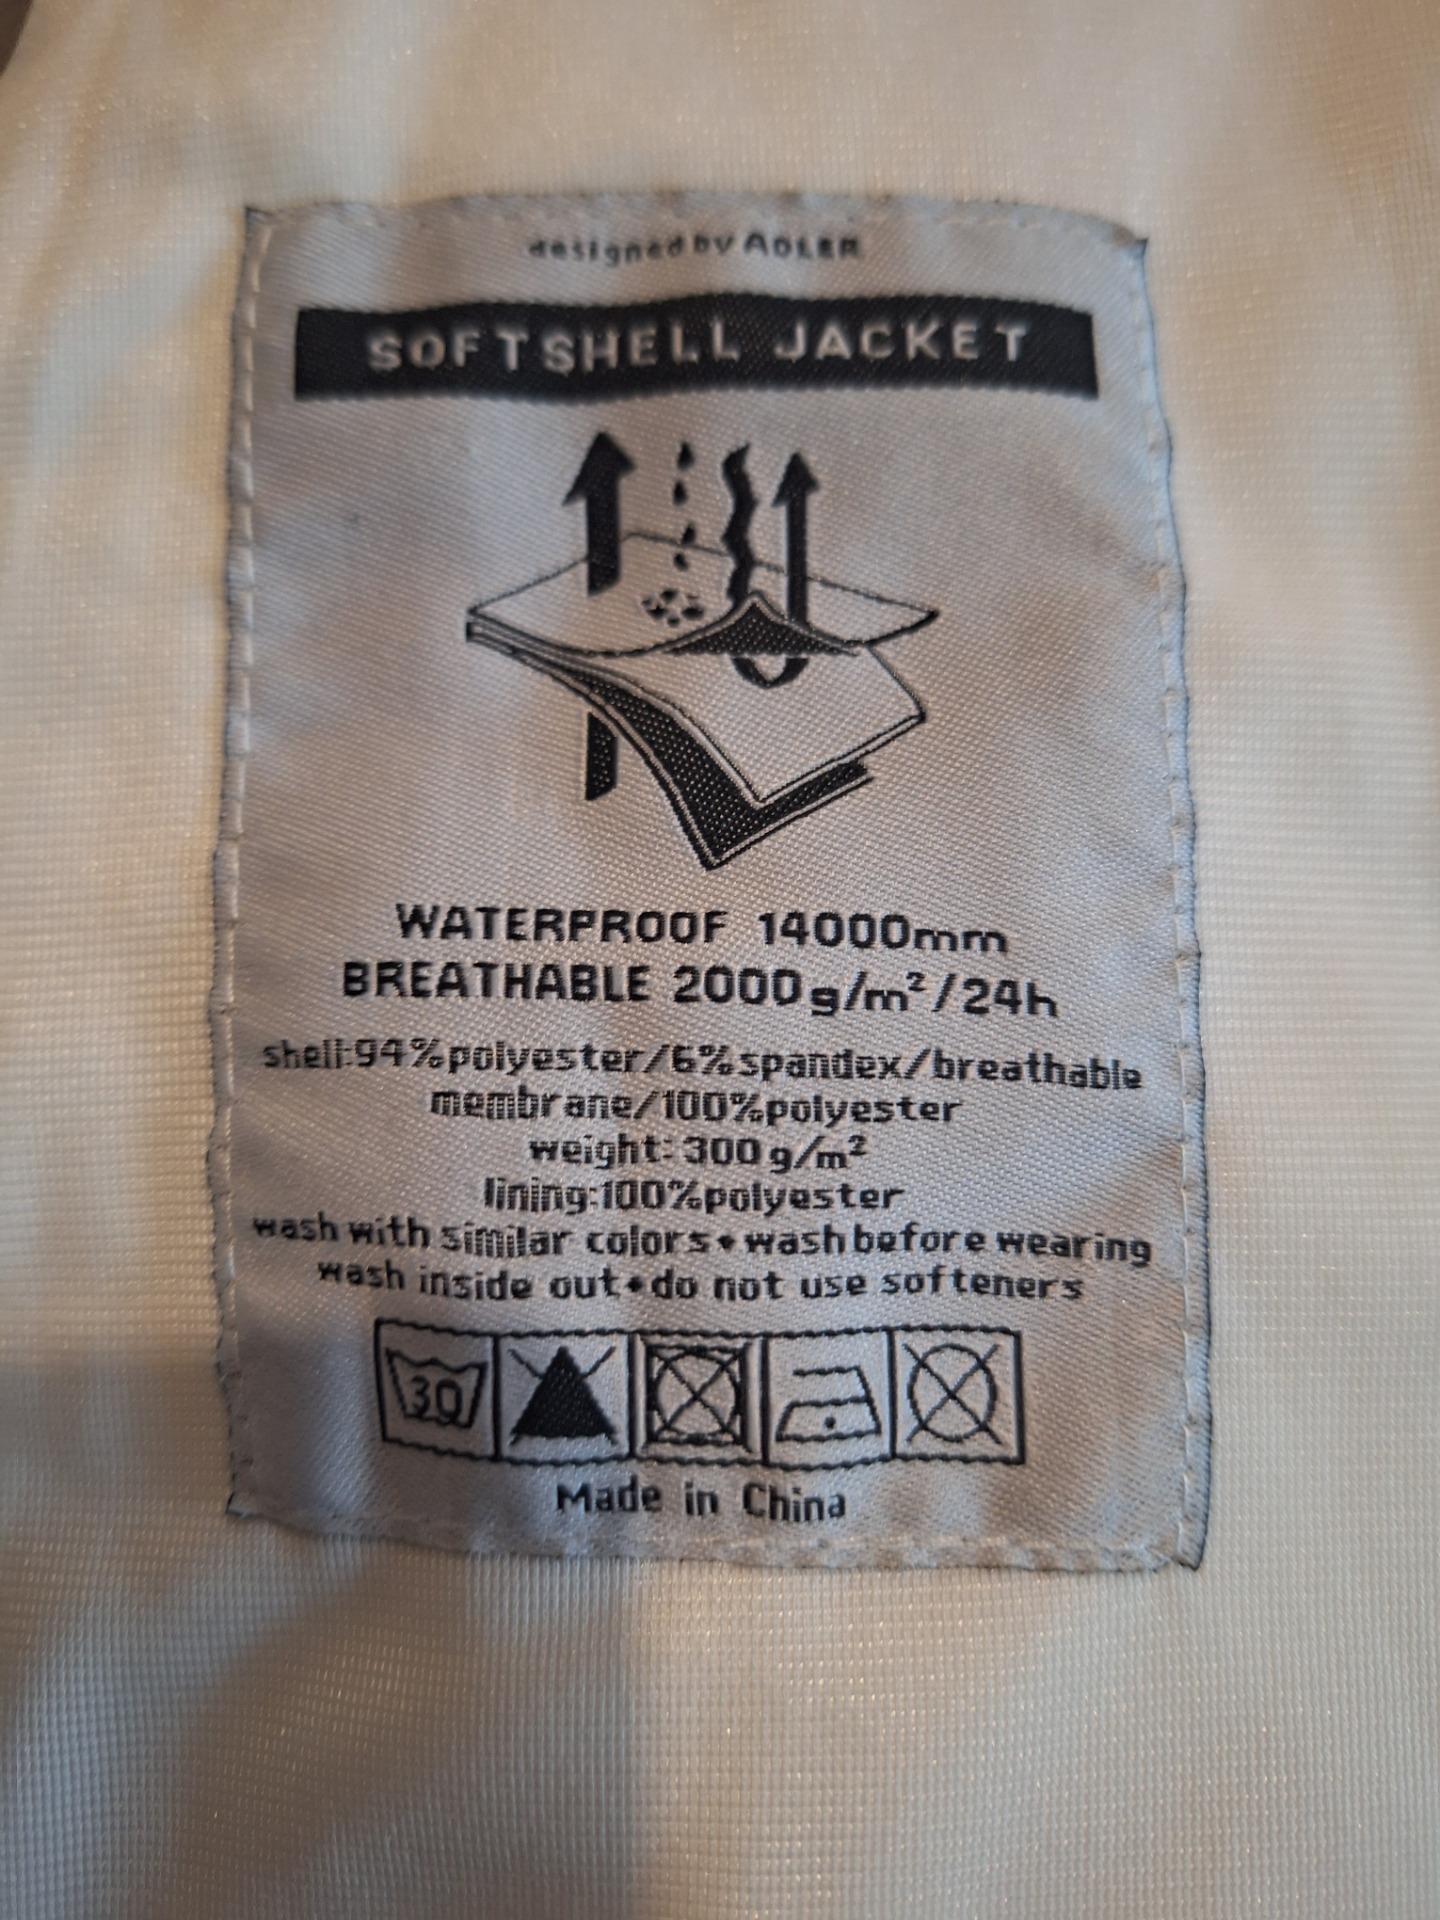 designed by ADLER
SOFTSHELL JACKET
WATERPROOF 14000mm
BREATHABLE 2000g/m²/24h
shell:94%polyester/6%spandex/breathable
membrane/100%polyester
weight: 300g/m²
lining:100%polyester
wash with similar colors•wash before wearing
wash inside out•do not use softeners
30
Made in China